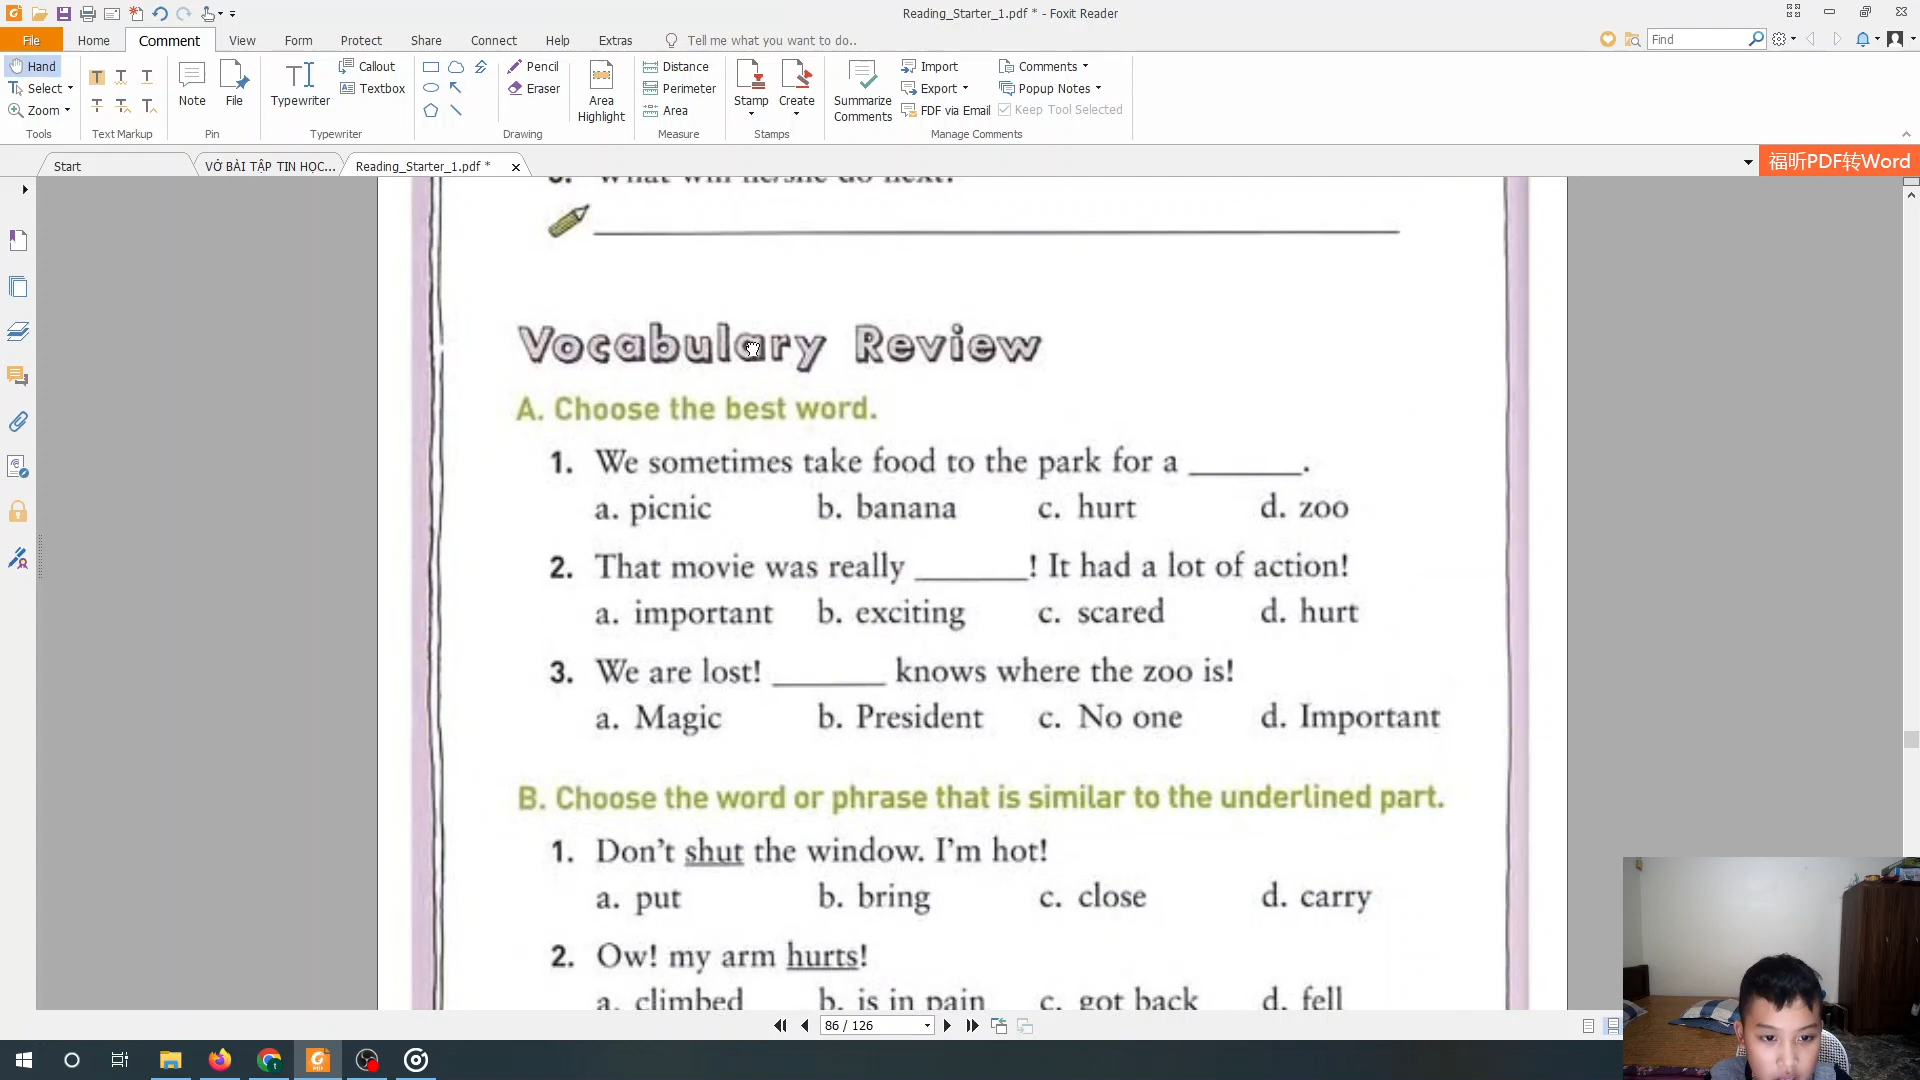 Reading_Starter_1.pdf * - Foxit Reader
File Home Comment View Form Protect Share Connect Help Extras Tell me what you want to do.. Find
Hand
Select
Zoom
Tools
Text Markup
Note
File
Pin
Typewriter
Callout
Textbox
Typewriter
Pencil
Eraser
Drawing
Area
Highlight
Distance
Perimeter
Area
Measure
Stamp
Create
Stamps
Summarize
Comments
Import
Export
FDF via Email
Comments
Popup Notes
Keep Tool Selected
Manage Comments
Start
VỞ BÀI TẬP TIN HỌC...
Reading_Starter_1.pdf *
福昕PDF转Word
Vocabulary Review
A. Choose the best word.
1. We sometimes take food to the park for a ________.
a. picnic b. banana c. hurt d. zoo
2. That movie was really ________! It had a lot of action!
a. important b. exciting c. scared d. hurt
3. We are lost! ________ knows where the zoo is!
a. Magic b. President c. No one d. Important
B. Choose the word or phrase that is similar to the underlined part.
1. Don't shut the window. I'm hot!
a. put b. bring c. close d. carry
2. Ow! my arm hurts!
a. climbed b. is in pain c. got back d. fell
86 / 126